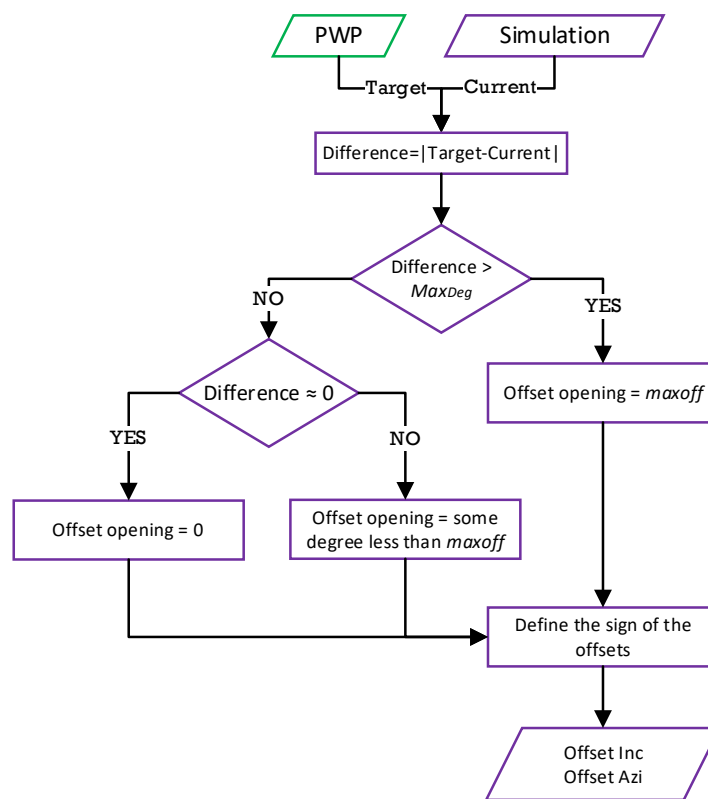 PWP
Simulation
Target
Current
Difference=|Target-Current|
Difference >
MaxDeg
NO
YES
Difference ≈ 0
Offset opening = maxoff
YES
NO
Offset opening = 0
Offset opening = some
degree less than maxoff
Define the sign of the
offsets
Offset Inc
Offset Azi